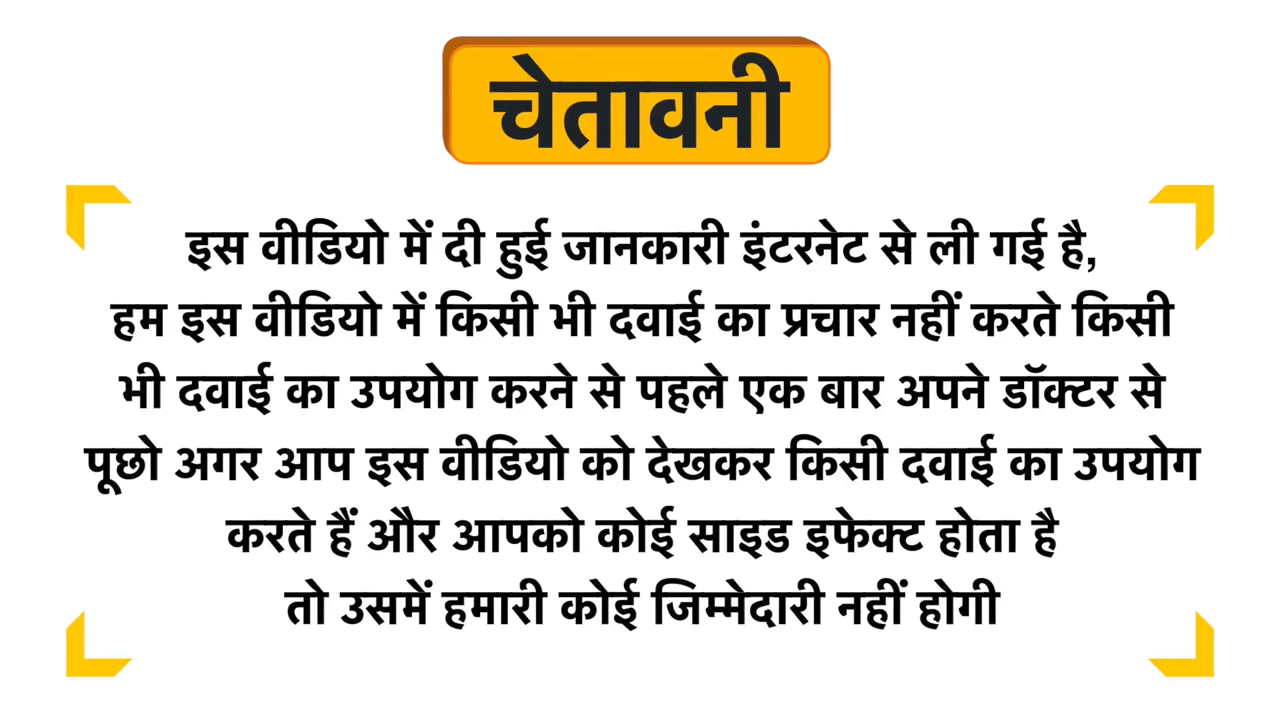 चेतावनी
इस वीडियो में दी हुई जानकारी इंटरनेट से ली गई है,
हम इस वीडियो में किसी भी दवाई का प्रचार नहीं करते किसी
भी दवाई का उपयोग करने से पहले एक बार अपने डॉक्टर से
पूछो अगर आप इस वीडियो को देखकर किसी दवाई का उपयोग
करते हैं और आपको कोई साइड इफेक्ट होता है
तो उसमें हमारी कोई जिम्मेदारी नहीं होगी